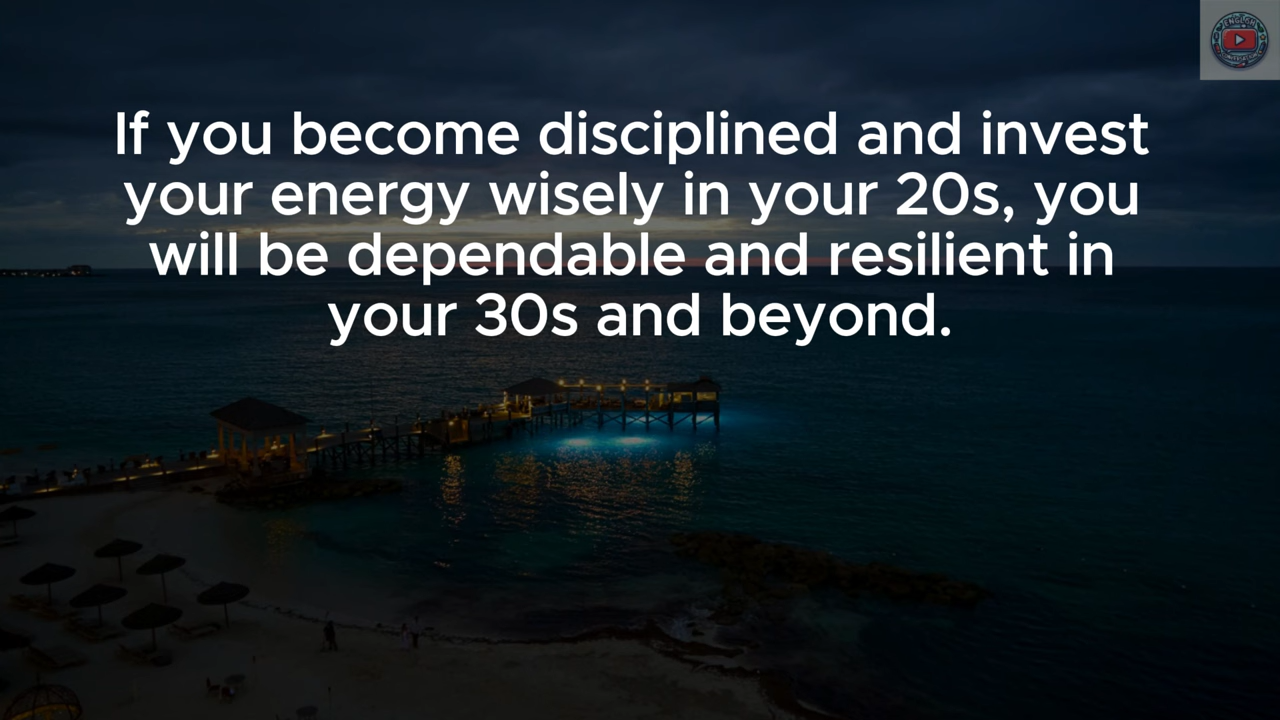 If you become disciplined and invest
your energy wisely in your 20s, you
will be dependable and resilient in
your 30s and beyond.
ENGLISH